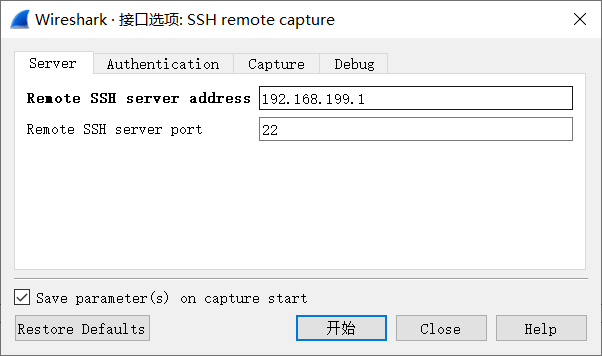 Wireshark · 接口选项: SSH remote capture
Server Authentication Capture Debug
Remote SSH server address 192.168.199.1
Remote SSH server port 22
Save parameter(s) on capture start
Restore Defaults 开始 Close Help